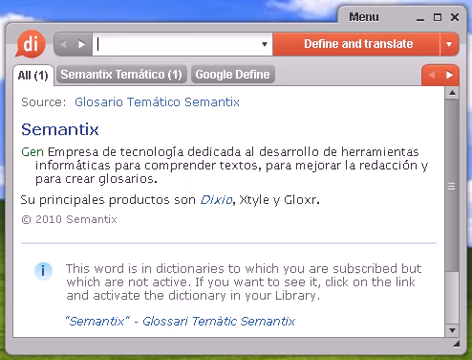 Menu
di
Define and translate
All (1) Semantix Temático (1) Google Define
Source: Glosario Temático Semantix
Semantix
Gen Empresa de tecnología dedicada al desarrollo de herramientas
informáticas para comprender textos, para mejorar la redacción y
para crear glosarios.
Su principales productos son Dixio, Xtyle y Gloxr.
© 2010 Semantix
This word is in dictionaries to which you are subscribed but
which are not active. If you want to see it, click on the link
and activate the dictionary in your Library.
"Semantix" - Glossari Temàtic Semantix